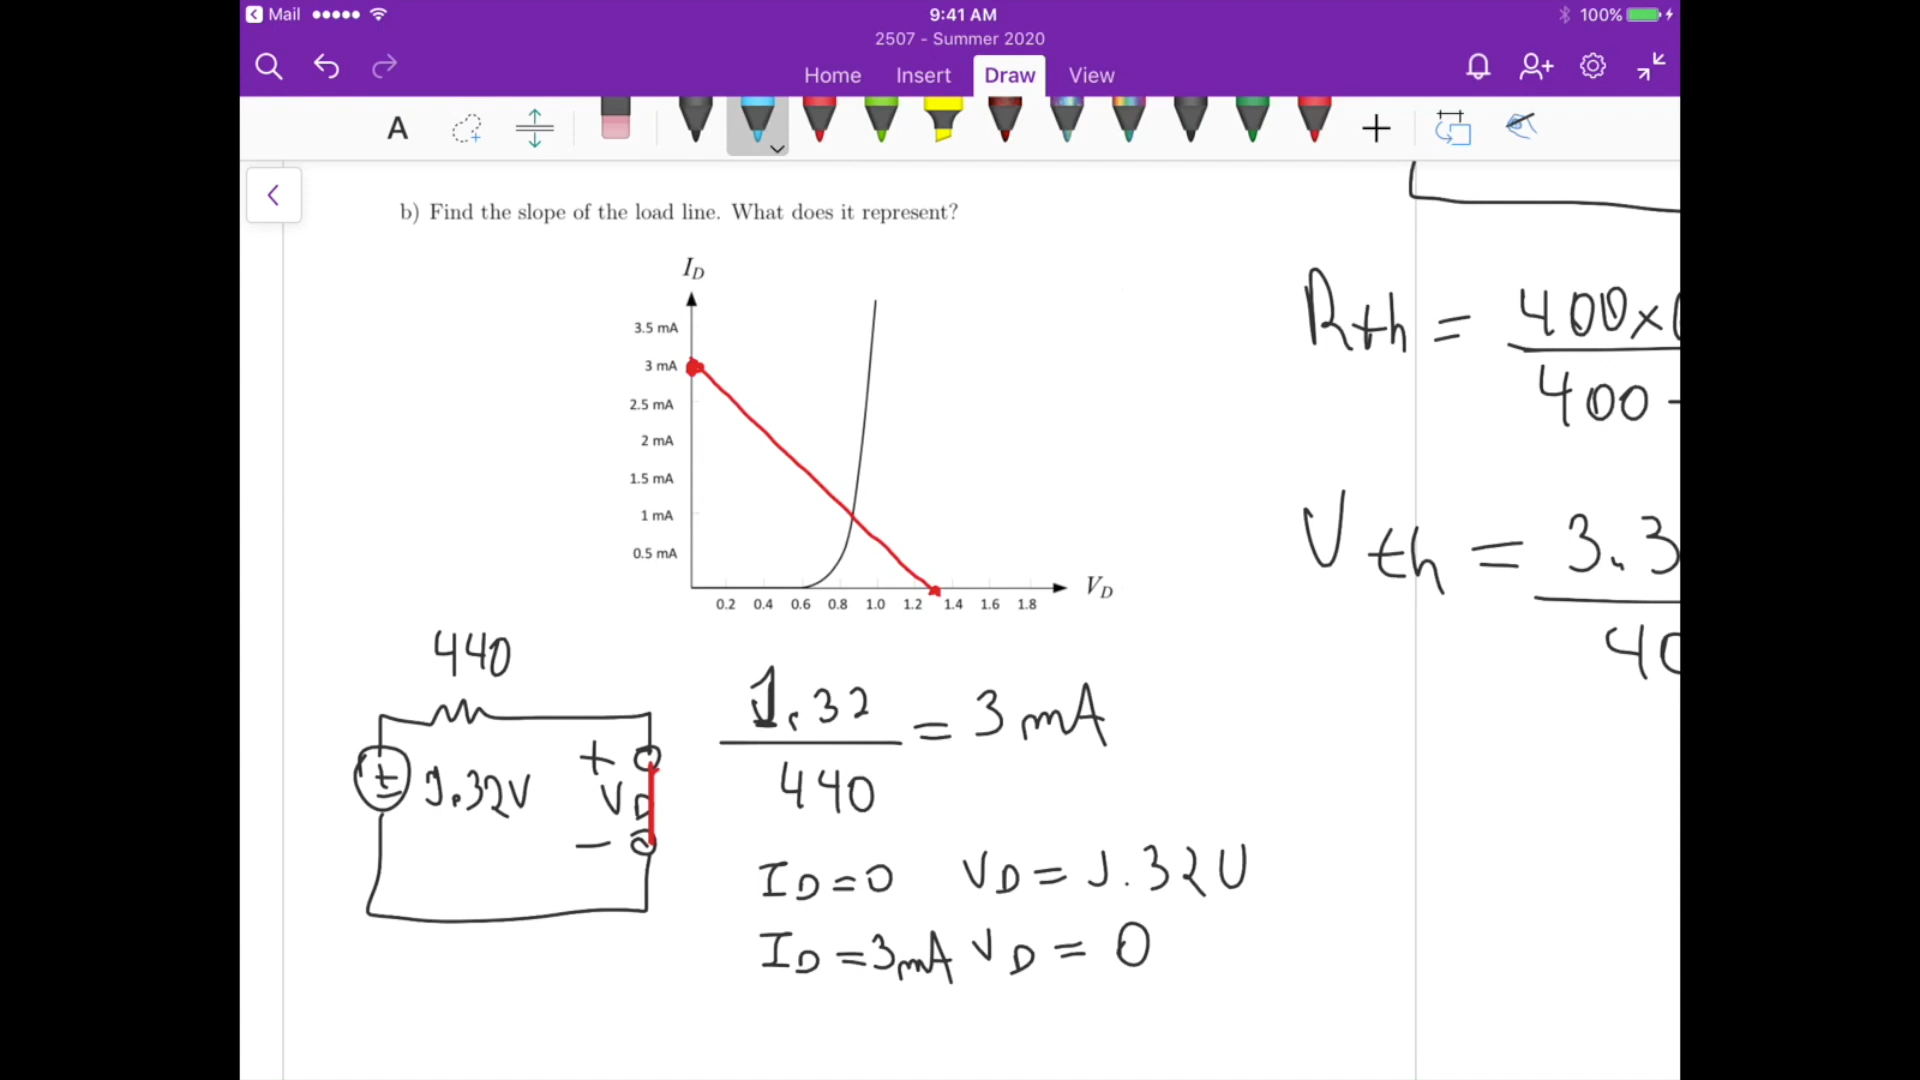 Mail
9:41 AM
100%
2507 - Summer 2020
Home Insert Draw View
A
b) Find the slope of the load line. What does it represent?
I_D
3.5 mA
3 mA
2.5 mA
2 mA
1.5 mA
1 mA
0.5 mA
0.2 0.4 0.6 0.8 1.0 1.2 1.4 1.6 1.8
V_D
Rth = 400×
400
Vth = 3.3
40
440
1.32V
+
VD
−
1.32 = 3mA
440
ID=0 VD=1.32V
ID=3mA VD=0